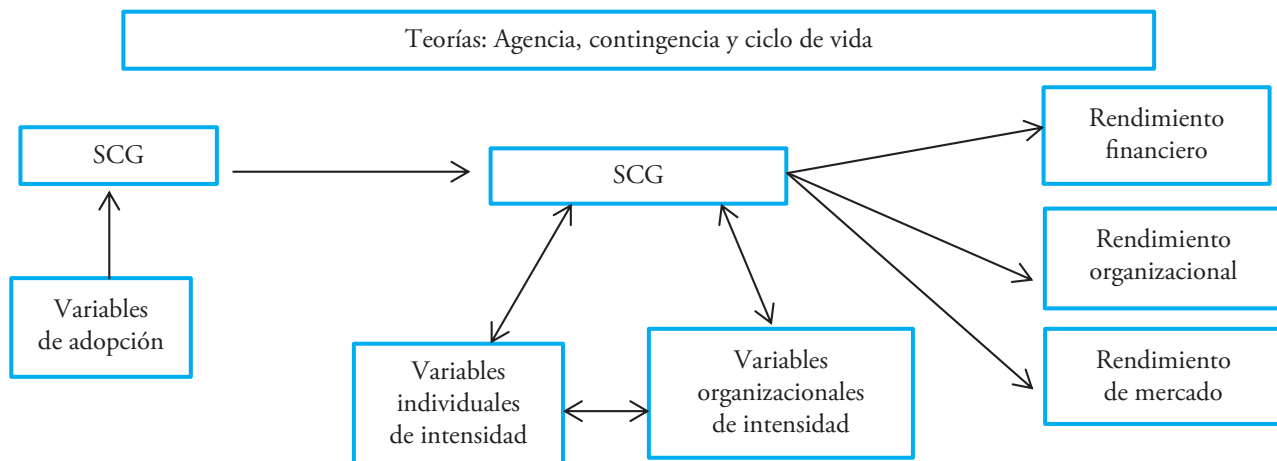 Teorías: Agencia, contingencia y ciclo de vida
SCG
Variables
de adopción
SCG
Variables
individuales
de intensidad
Variables
organizacionales
de intensidad
Rendimiento
financiero
Rendimiento
organizacional
Rendimiento
de mercado